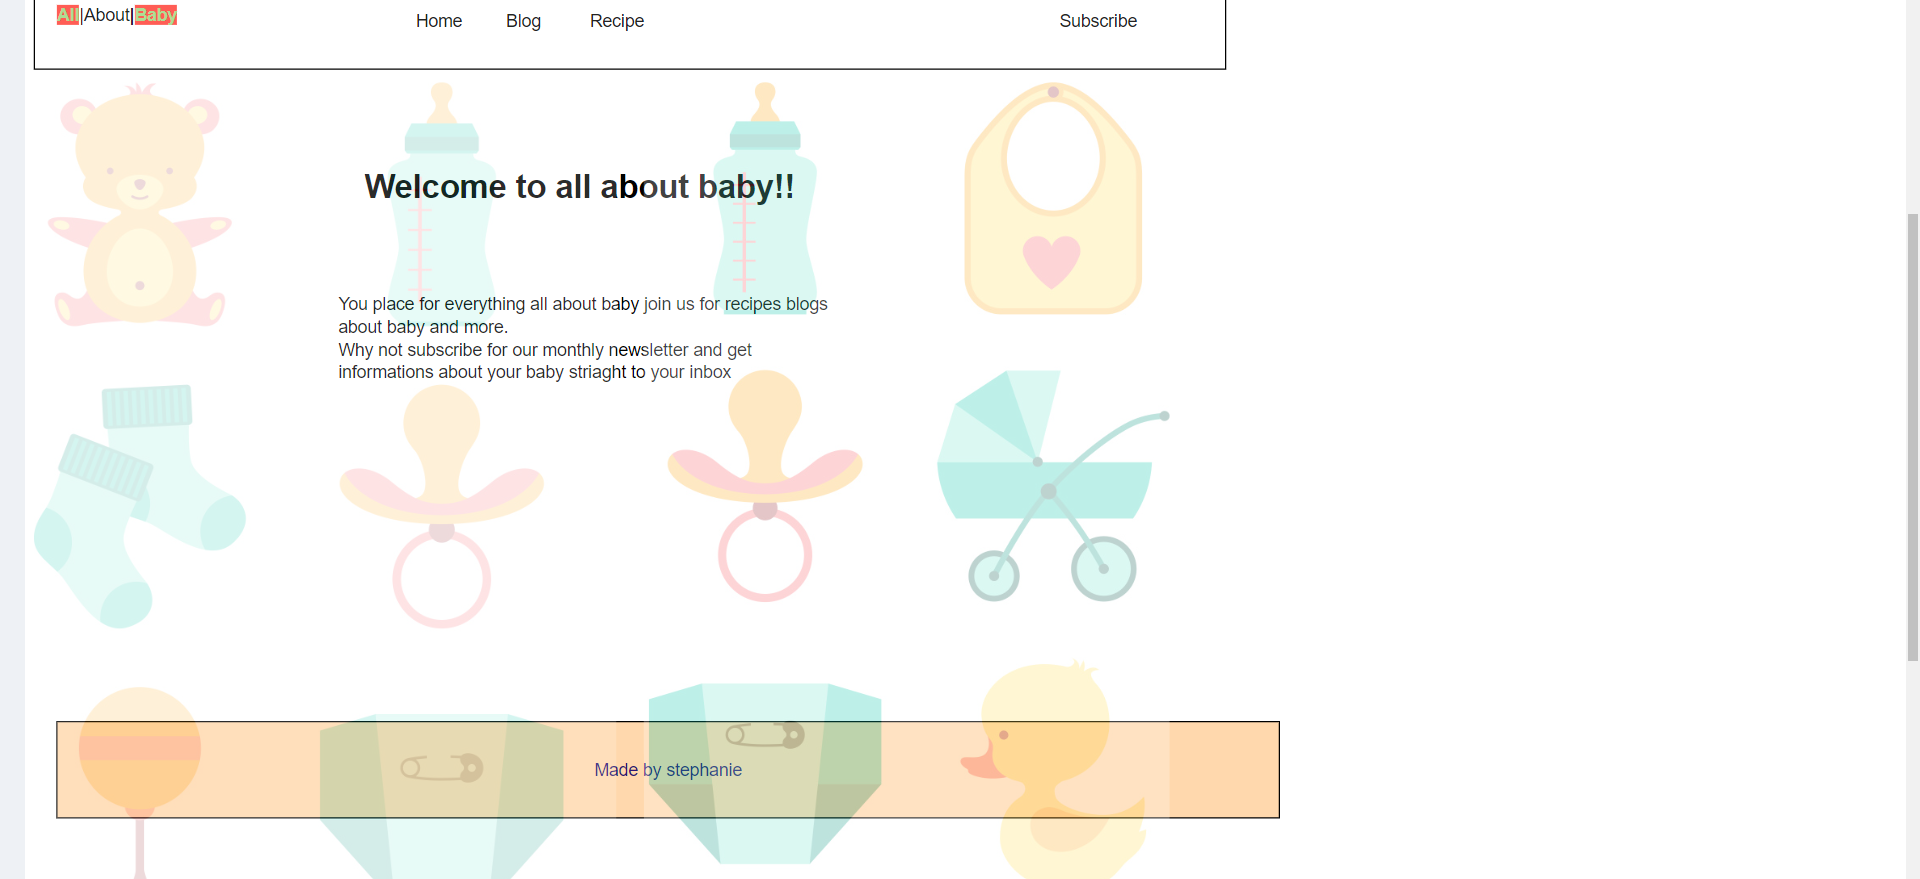 All|About|Baby
Home Blog Recipe Subscribe
Welcome to all about baby!!
You place for everything all about baby join us for recipes blogs
about baby and more.
Why not subscribe for our monthly newsletter and get
informations about your baby striaght to your inbox
Made by stephanie